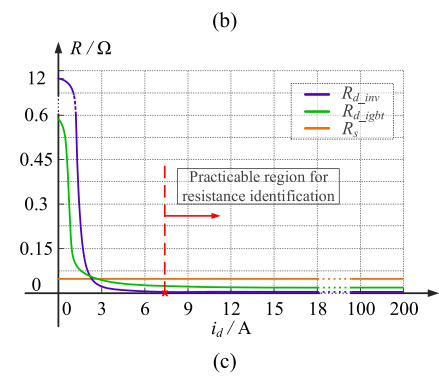 (b)
R / Ω
12
0.6
0.45
0.3
0.15
0
R_d_inv
R_d_igbt
R_s
Practicable region for
resistance identification
0 3 6 9 12 15 18 100 200
i_d / A
(c)